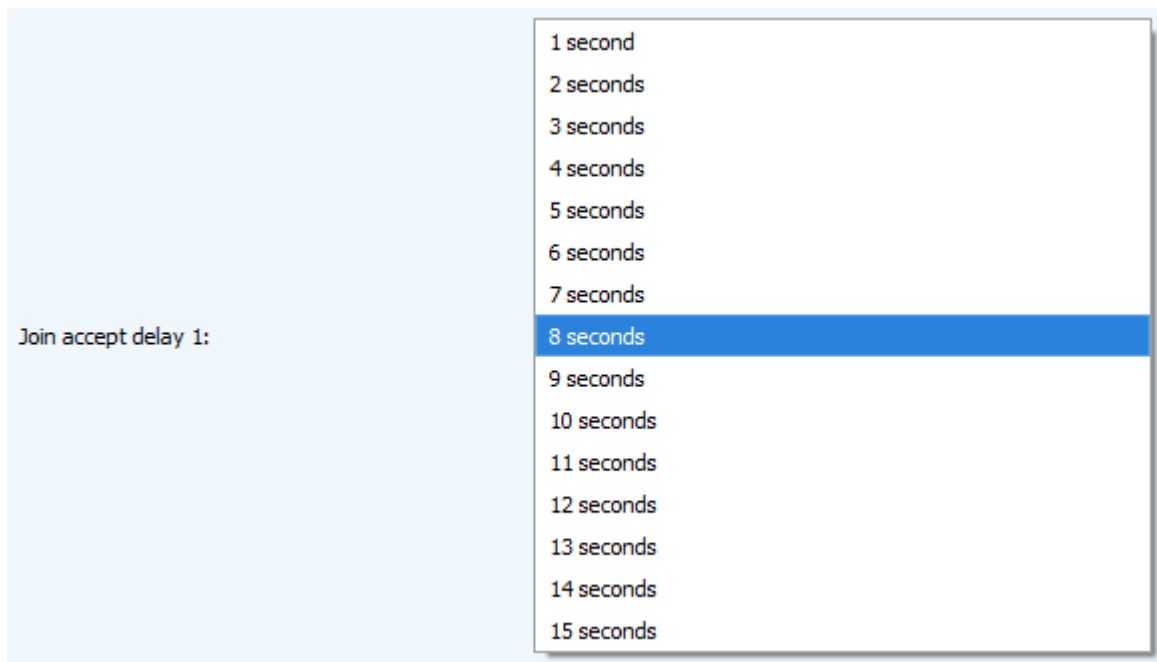 1 second
2 seconds
3 seconds
4 seconds
5 seconds
6 seconds
7 seconds
Join accept delay 1:
8 seconds
9 seconds
10 seconds
11 seconds
12 seconds
13 seconds
14 seconds
15 seconds